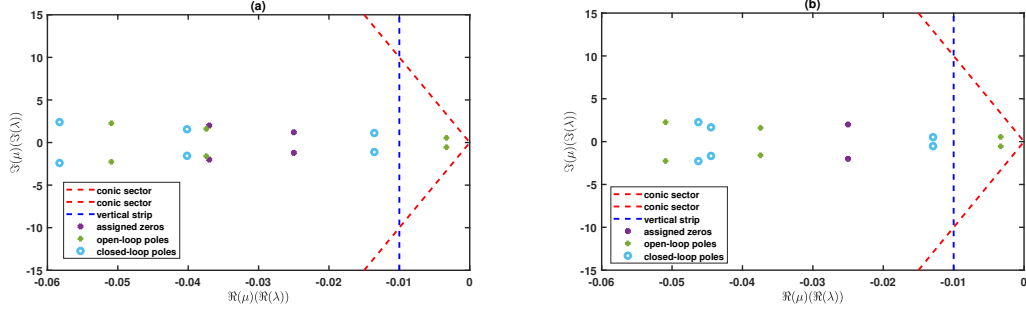 (a)
15
10
5
0
-5
-10
-15
ℑ(μ)(ℑ(λ))
conic sector
conic sector
vertical strip
assigned zeros
open-loop poles
closed-loop poles
-0.06
-0.05
-0.04
-0.03
-0.02
-0.01
0
ℜ(μ)(ℜ(λ))
(b)
15
10
5
0
-5
-10
-15
ℑ(μ)(ℑ(λ))
conic sector
conic sector
vertical strip
assigned zeros
open-loop poles
closed-loop poles
-0.06
-0.05
-0.04
-0.03
-0.02
-0.01
0
ℜ(μ)(ℜ(λ))